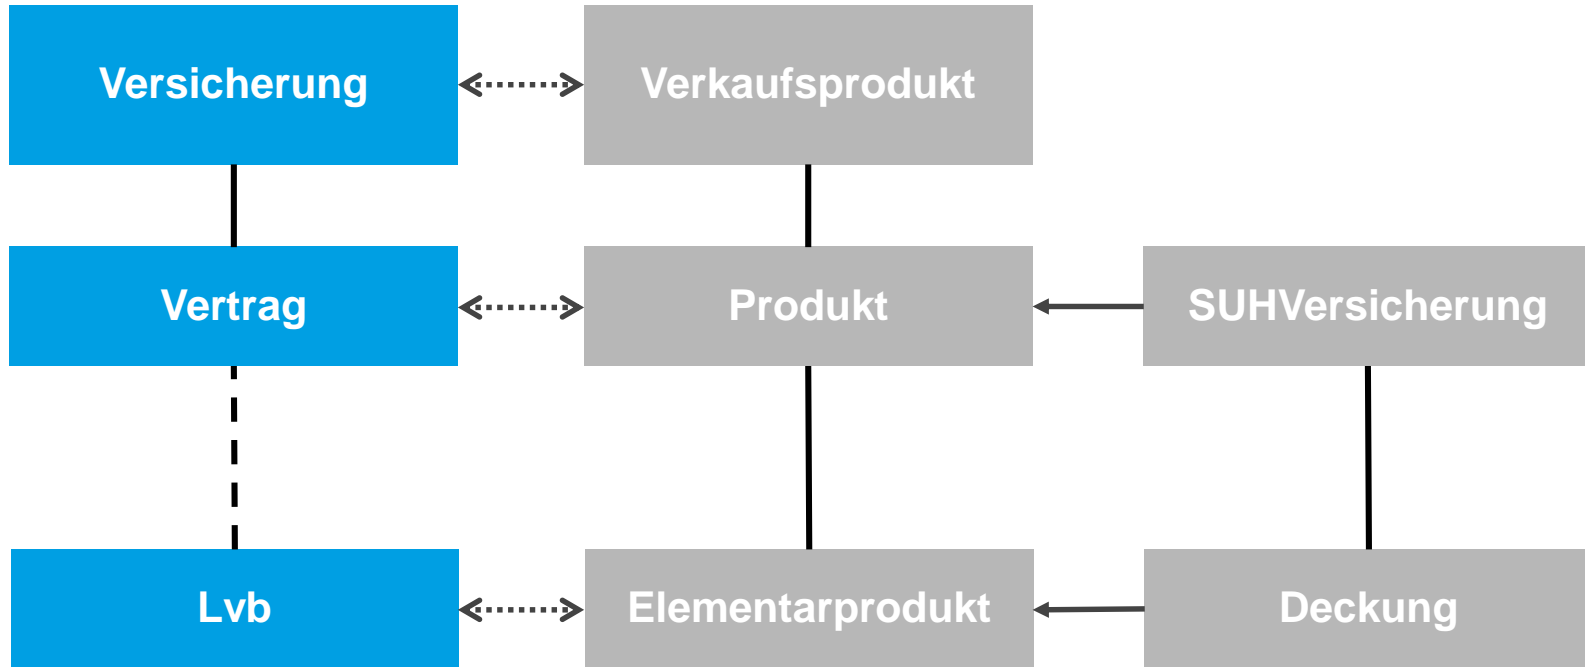 Versicherung
Verkaufsprodukt
Vertrag
Produkt
SUHVersicherung
Lvb
Elementarprodukt
Deckung